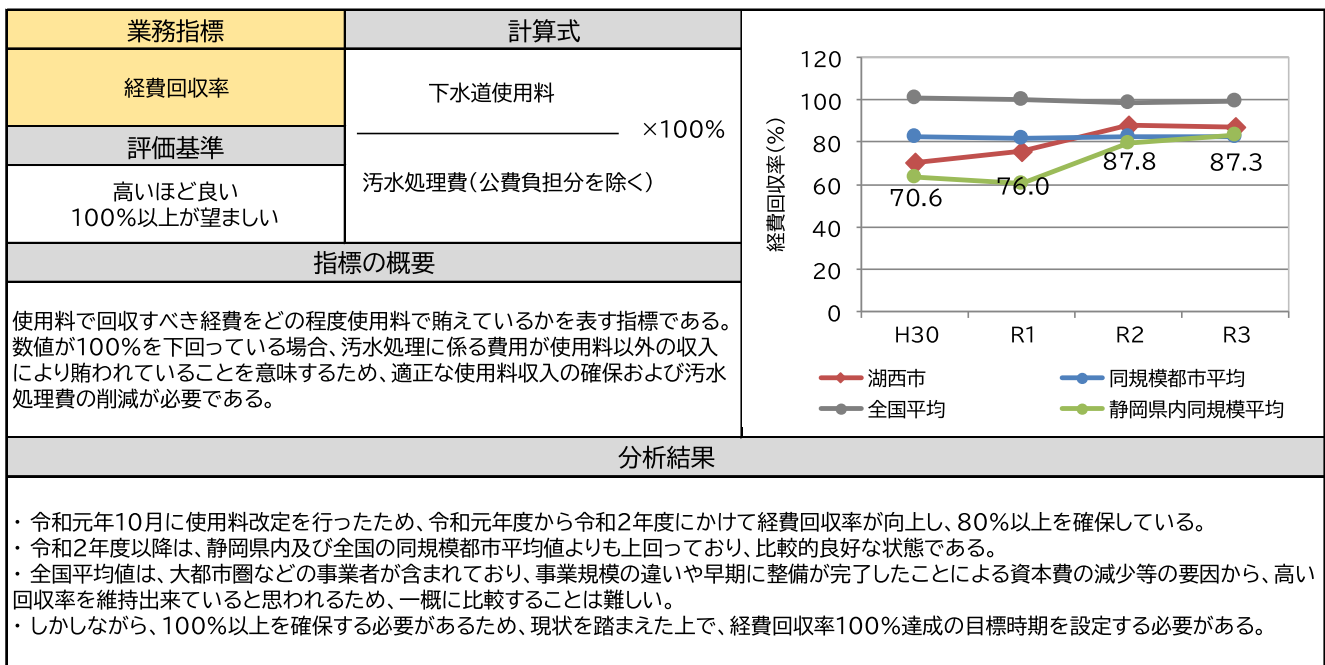 業務指標
計算式
経費回収率
下水道使用料
×100%
汚水処理費(公費負担分を除く)
評価基準
高いほど良い
100%以上が望ましい
指標の概要
使用料で回収すべき経費をどの程度使用料で賄えているかを表す指標である。
数値が100%を下回っている場合、汚水処理に係る費用が使用料以外の収入
により賄われていることを意味するため、適正な使用料収入の確保および汚水
処理費の削減が必要である。
経費回収率(%)
120
100
80
60
40
20
0
70.6
76.0
87.8
87.3
H30
R1
R2
R3
湖西市
同規模都市平均
全国平均
静岡県内同規模平均
分析結果
・ 令和元年10月に使用料改定を行ったため、令和元年度から令和2年度にかけて経費回収率が向上し、80%以上を確保している。
・ 令和2年度以降は、静岡県内及び全国の同規模都市平均値よりも上回っており、比較的良好な状態である。
・ 全国平均値は、大都市圏などの事業者が含まれており、事業規模の違いや早期に整備が完了したことによる資本費の減少等の要因から、高い
回収率を維持出来ていると思われるため、一概に比較することは難しい。
・ しかしながら、100%以上を確保する必要があるため、現状を踏まえた上で、経費回収率100%達成の目標時期を設定する必要がある。